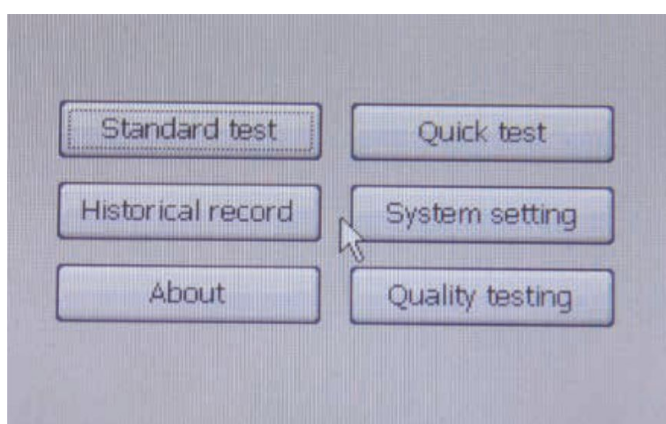 Standard test
Quick test
Historical record
System setting
About
Quality testing